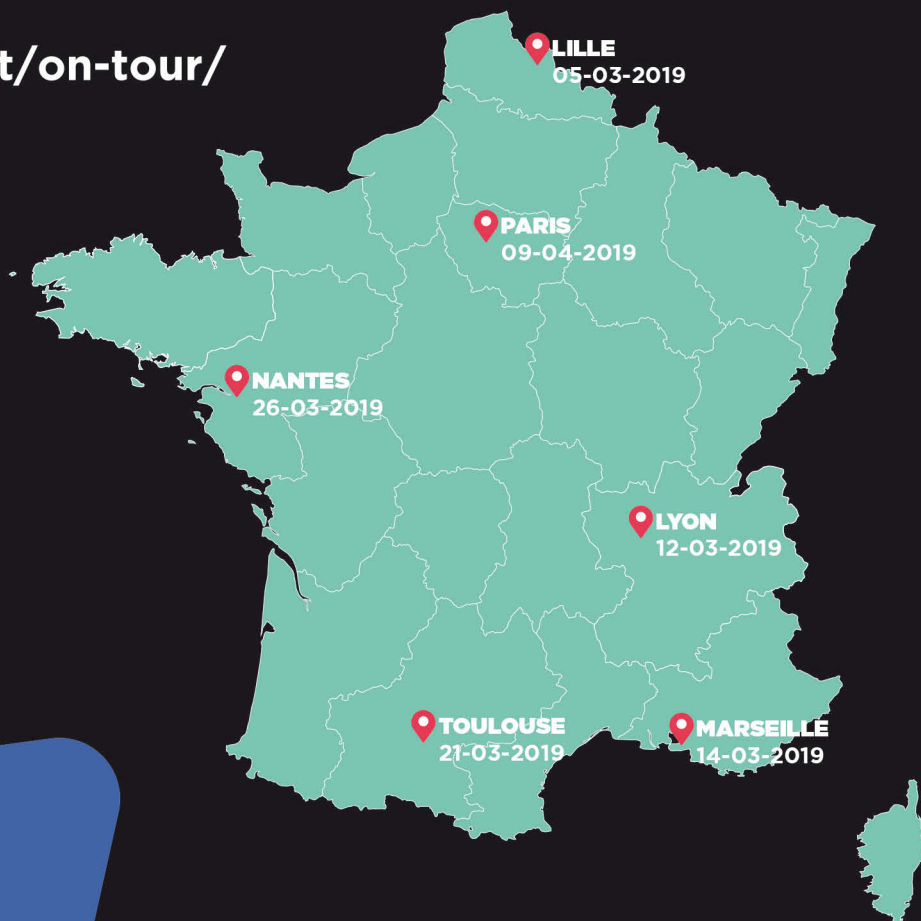 t/on-tour/
LILLE
05-03-2019
PARIS
09-04-2019
NANTES
26-03-2019
LYON
12-03-2019
TOULOUSE
21-03-2019
MARSEILLE
14-03-2019